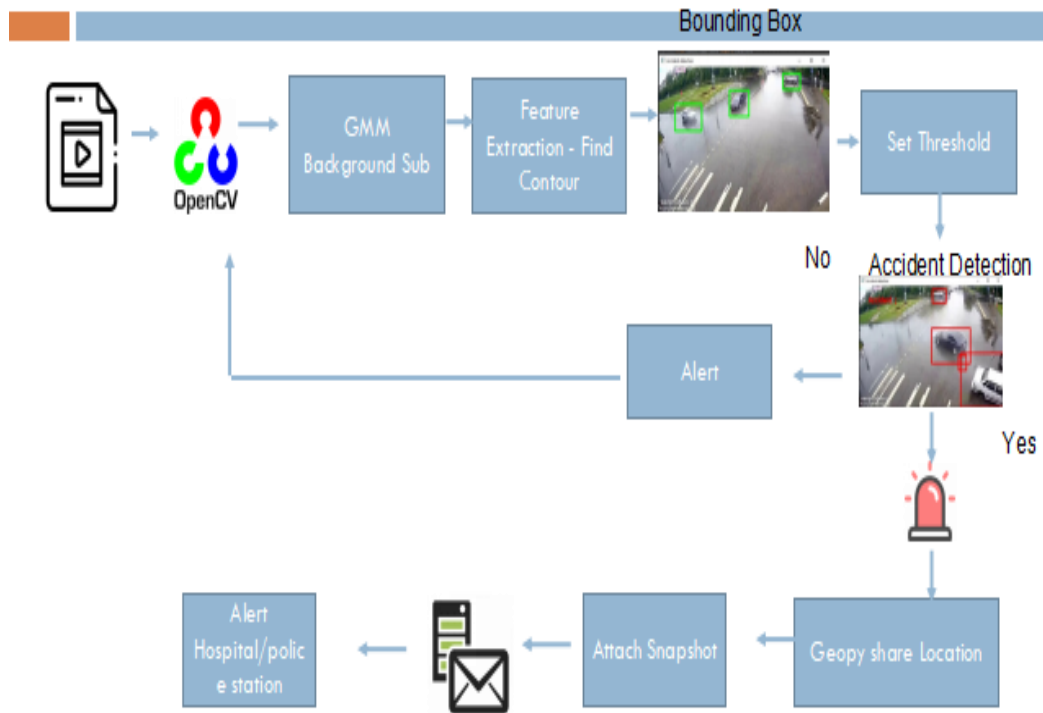 Bounding Box
OpenCV
GMM
Background Sub
Feature
Extraction - Find
Contour
Set Threshold
No
Accident Detection
Alert
Yes
Alert
Hospital/polic
e station
Attach Snapshot
Geopy share Location